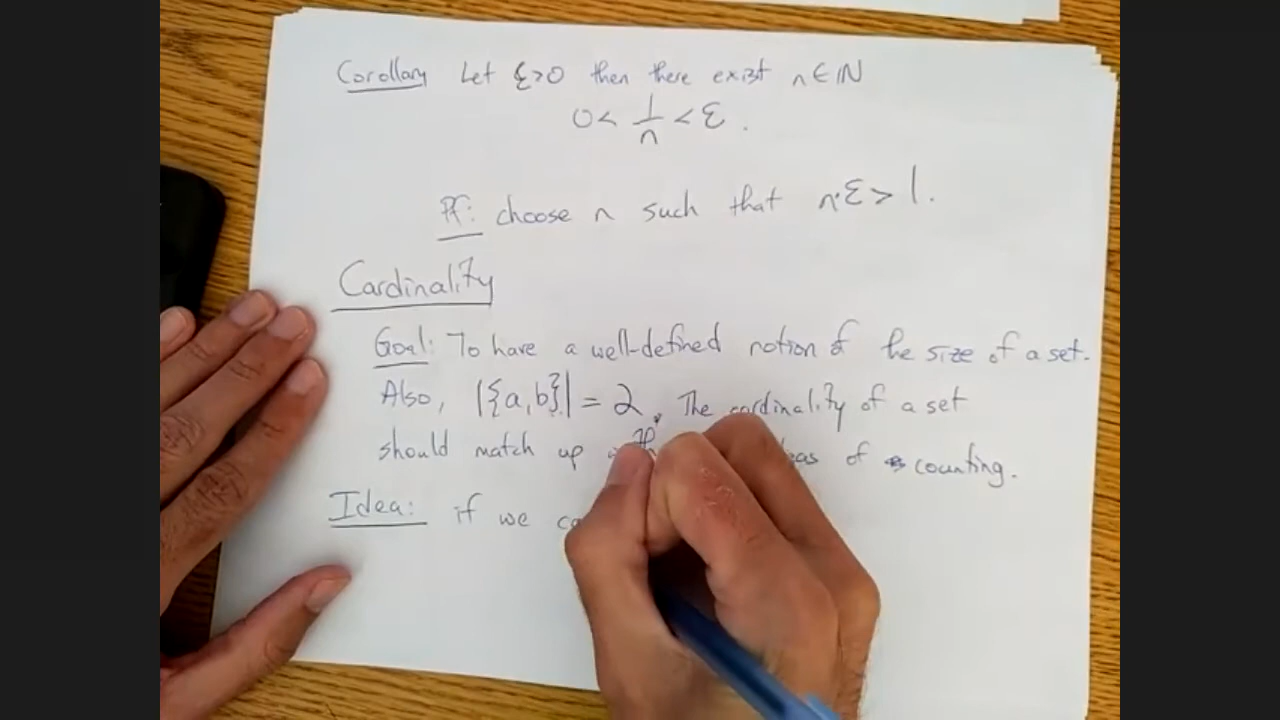 Corollary Let ε>0 then there exist n∈ℕ
0 < 1/n < ε.
Pf: choose n such that n·ε > 1.
Cardinality
Goal: To have a well-defined notion of the size of a set.
Also, |{a,b}| = 2. The cardinality of a set
should match up of counting.
Idea: if we